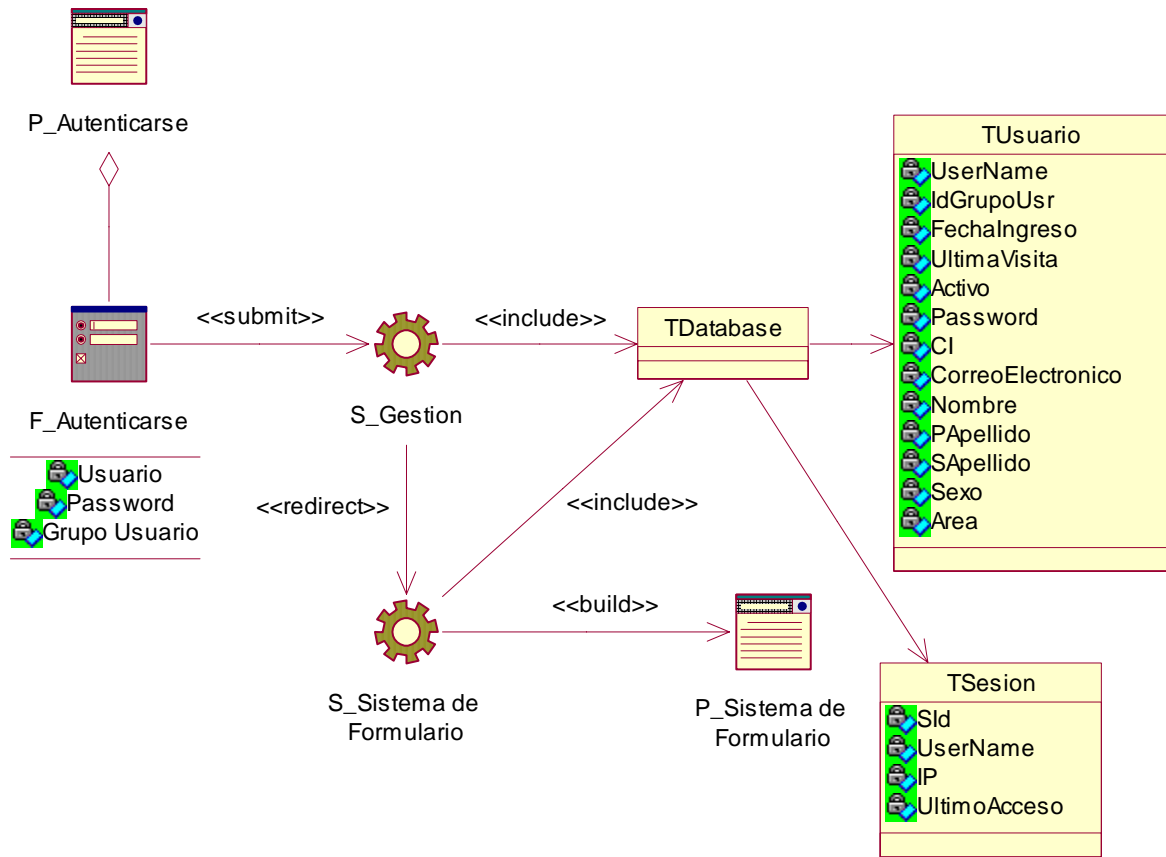 P_Autenticarse
F_Autenticarse
Usuario
Password
Grupo Usuario
<<submit>>
S_Gestion
<<include>>
TDatabase
<<redirect>>
<<include>>
S_Sistema de
Formulario
<<build>>
P_Sistema de
Formulario
TUsuario
UserName
IdGrupoUsr
FechaIngreso
UltimaVisita
Activo
Password
CI
CorreoElectronico
Nombre
PApellido
SApellido
Sexo
Area
TSesion
SId
UserName
IP
UltimoAcceso